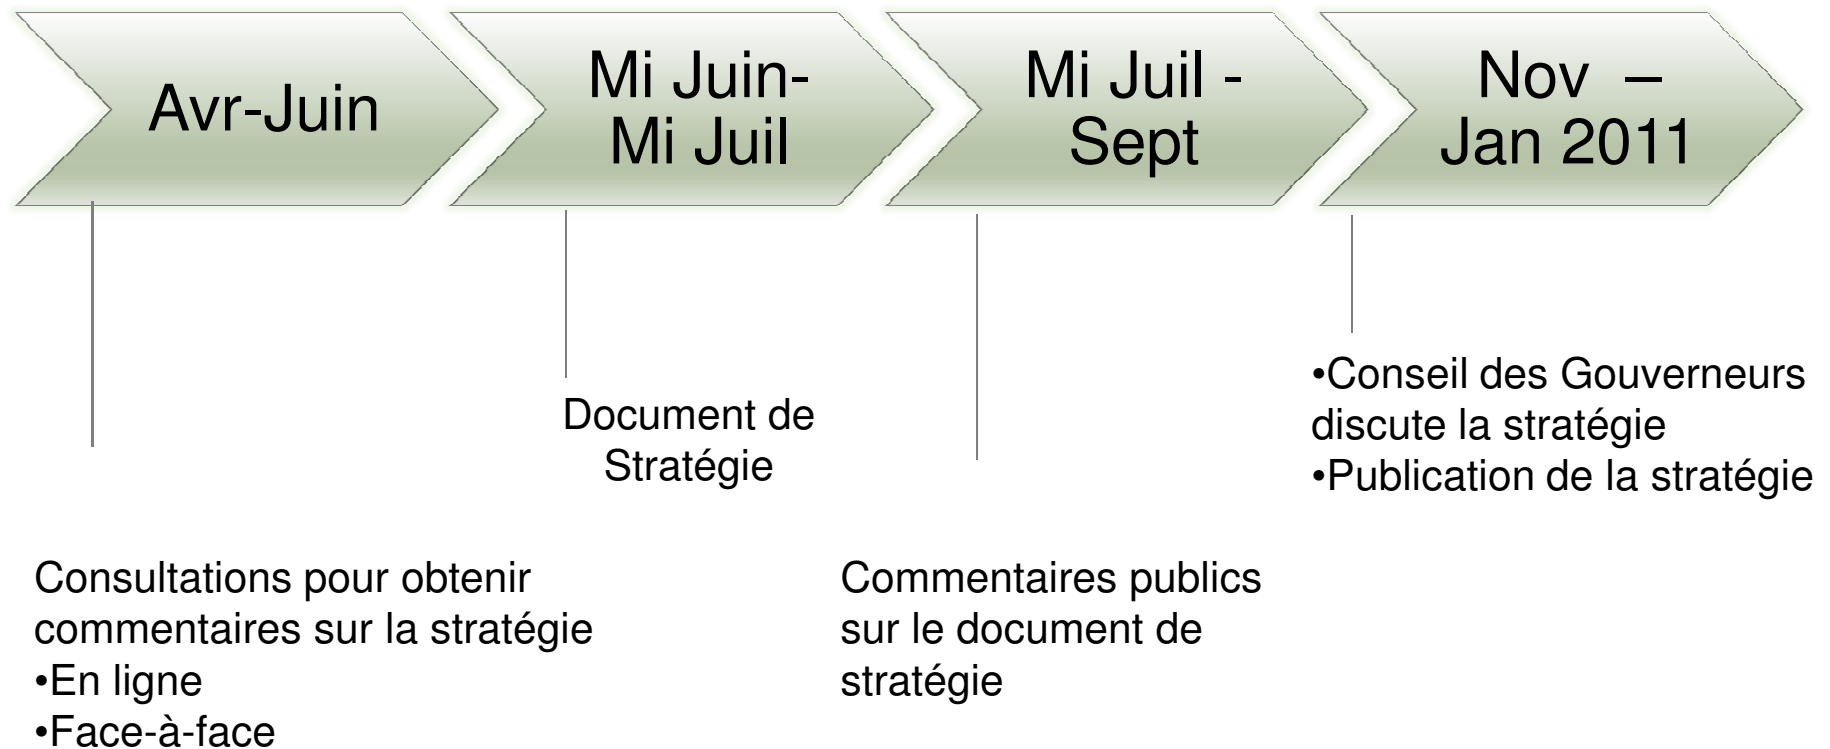 Avr-Juin
Mi Juin-
Mi Juil
Mi Juil -
Sept
Nov –
Jan 2011
Document de
Stratégie
•Conseil des Gouverneurs
discute la stratégie
•Publication de la stratégie
Consultations pour obtenir
commentaires sur la stratégie
•En ligne
•Face-à-face
Commentaires publics
sur le document de
stratégie